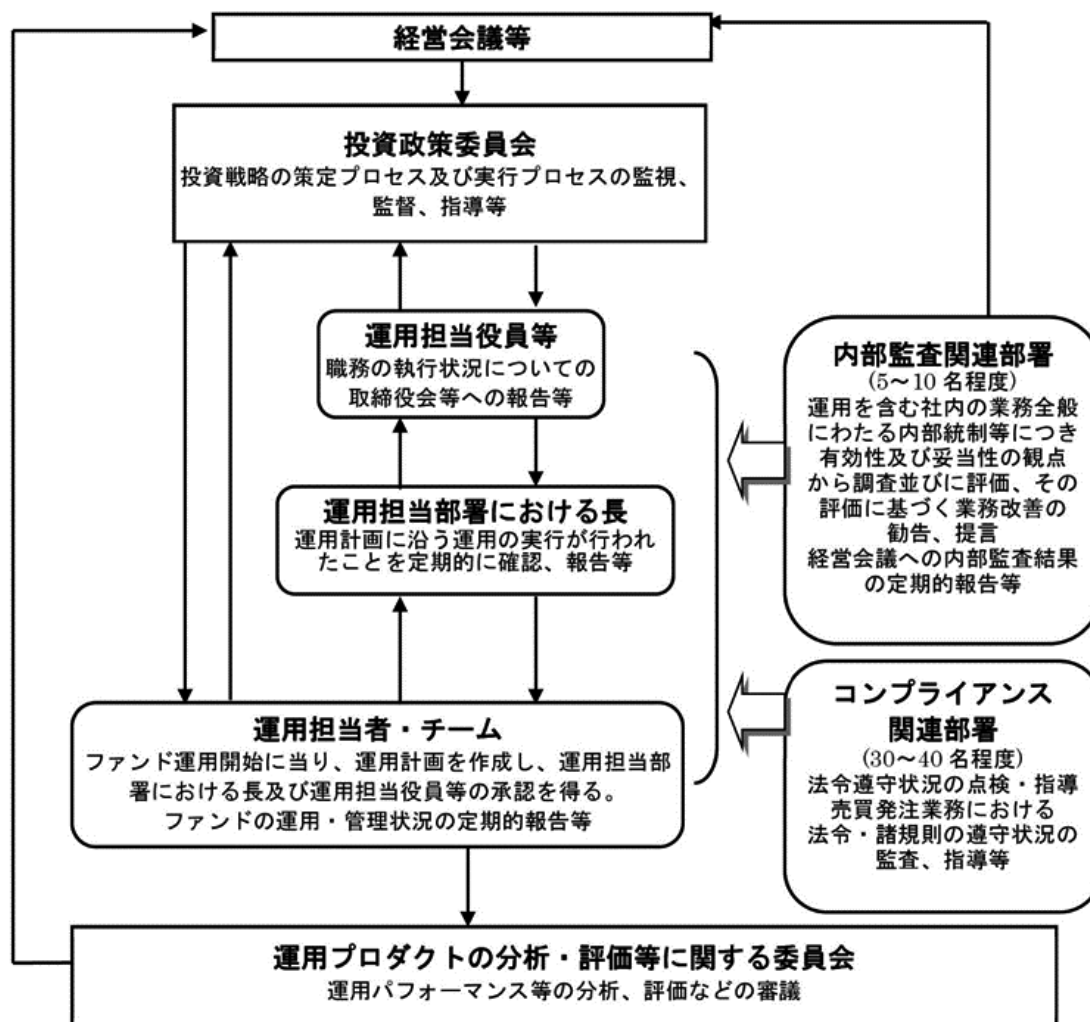 経営会議等
投資政策委員会
投資戦略の策定プロセス及び実行プロセスの監視、
監督、指導等
運用担当役員等
職務の執行状況についての
取締役会等への報告等
運用担当部署における長
運用計画に沿う運用の実行が行われ
たことを定期的に確認、報告等
運用担当者・チーム
ファンド運用開始に当り、運用計画を作成し、運用担当部
署における長及び運用担当役員等の承認を得る。
ファンドの運用・管理状況の定期的報告等
内部監査関連部署
(5～10 名程度)
運用を含む社内の業務全般
にわたる内部統制等につき
有効性及び妥当性の観点
から調査並びに評価、その
評価に基づく業務改善の
勧告、提言
経営会議への内部監査結果
の定期的報告等
コンプライアンス
関連部署
(30～40 名程度)
法令遵守状況の点検・指導
売買発注業務における
法令・諸規則の遵守状況の
監査、指導等
運用プロダクトの分析・評価等に関する委員会
運用パフォーマンス等の分析、評価などの審議